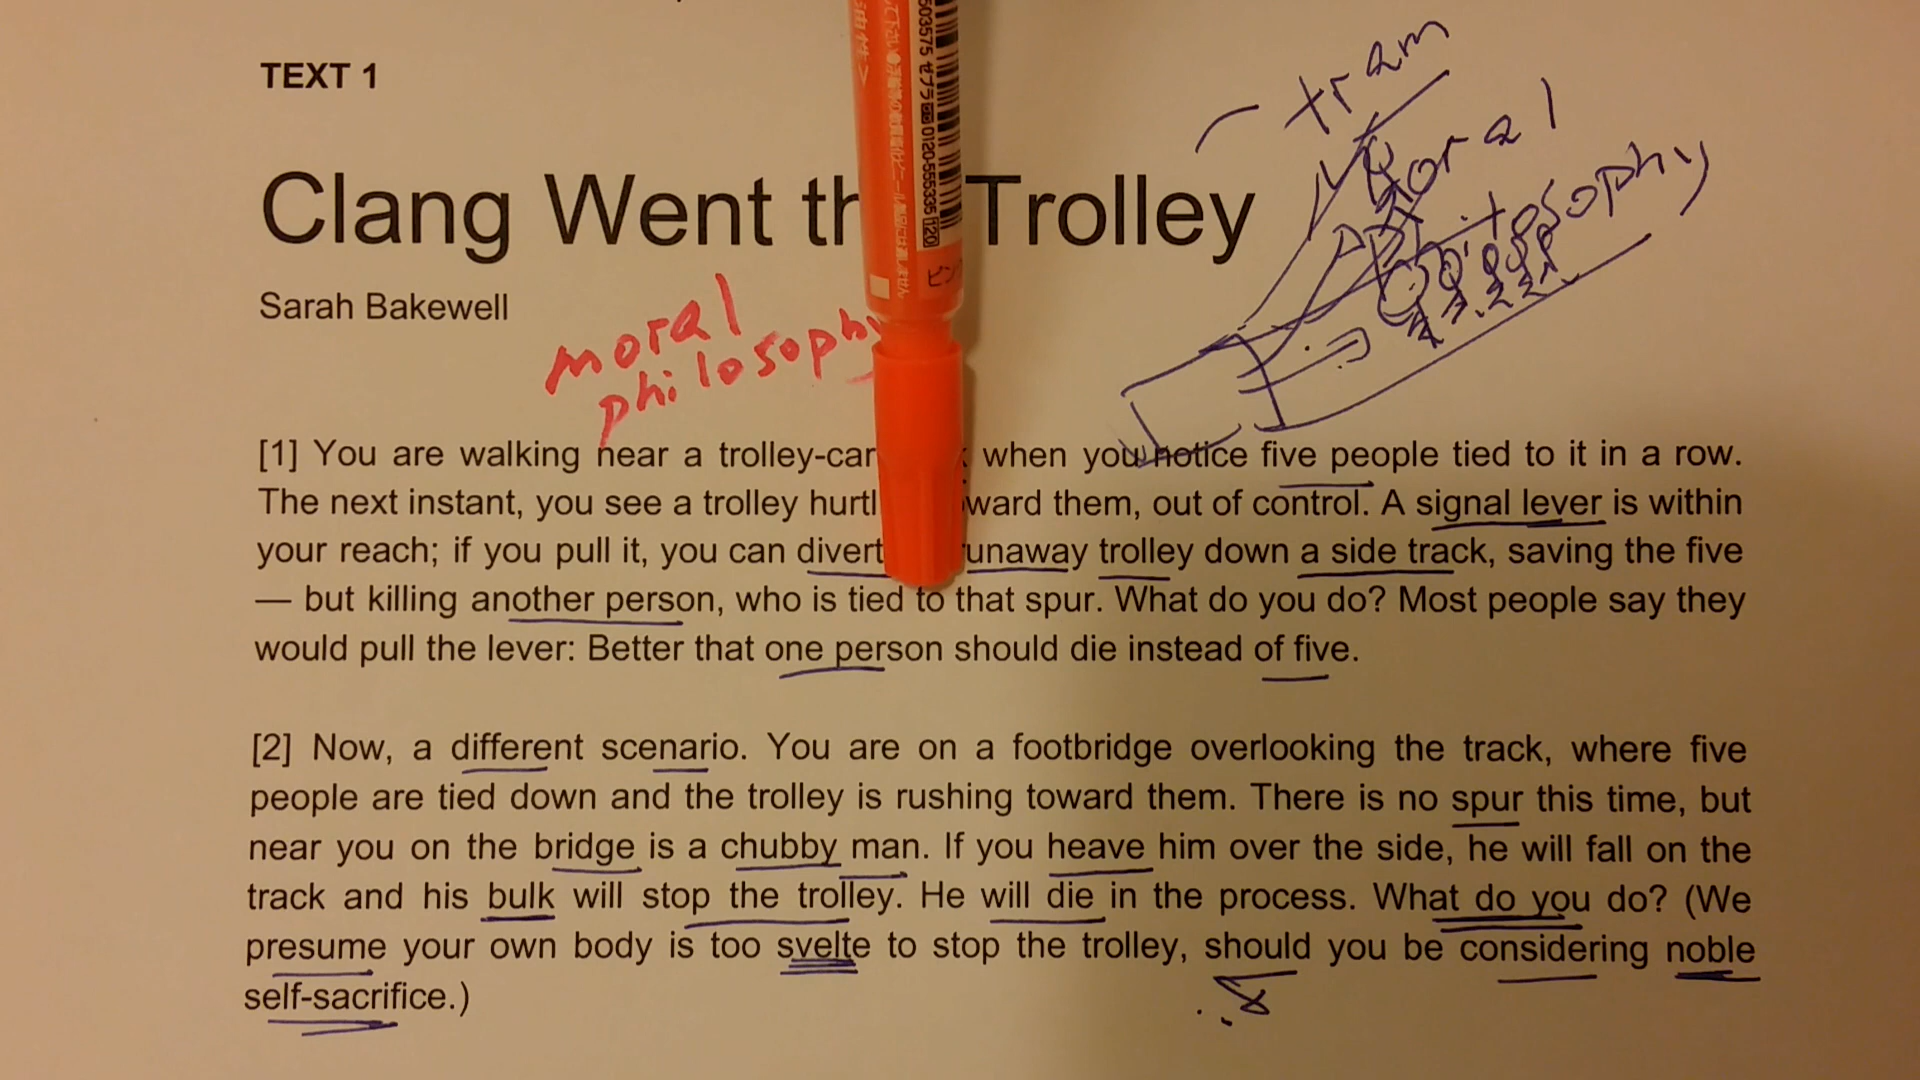 TEXT 1
tram
moral
philosophy
Clang Went th Trolley
Sarah Bakewell
moral
philosophy
0120-555335
[1] You are walking near a trolley-car when you notice five people tied to it in a row.
The next instant, you see a trolley hurtl ward them, out of control. A signal lever is within
your reach; if you pull it, you can divert unaway trolley down a side track, saving the five
— but killing another person, who is tied to that spur. What do you do? Most people say they
would pull the lever: Better that one person should die instead of five.
[2] Now, a different scenario. You are on a footbridge overlooking the track, where five
people are tied down and the trolley is rushing toward them. There is no spur this time, but
near you on the bridge is a chubby man. If you heave him over the side, he will fall on the
track and his bulk will stop the trolley. He will die in the process. What do you do? (We
presume your own body is too svelte to stop the trolley, should you be considering noble
self-sacrifice.)